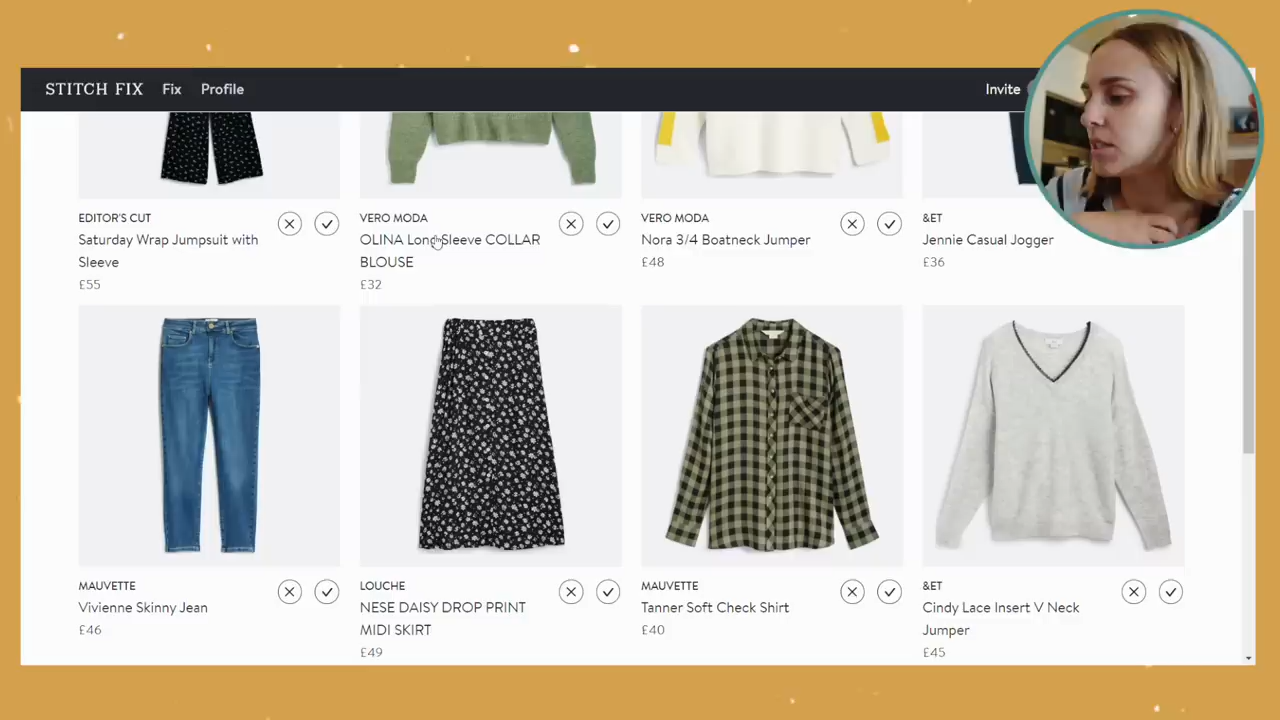 STITCH FIX Fix Profile Invite
EDITOR'S CUT
Saturday Wrap Jumpsuit with
Sleeve
£55
VERO MODA
OLINA Long Sleeve COLLAR
BLOUSE
£32
VERO MODA
Nora 3/4 Boatneck Jumper
£48
&ET
Jennie Casual Jogger
£36
MAUVETTE
Vivienne Skinny Jean
£46
LOUCHE
NESE DAISY DROP PRINT
MIDI SKIRT
£49
MAUVETTE
Tanner Soft Check Shirt
£40
&ET
Cindy Lace Insert V Neck
Jumper
£45